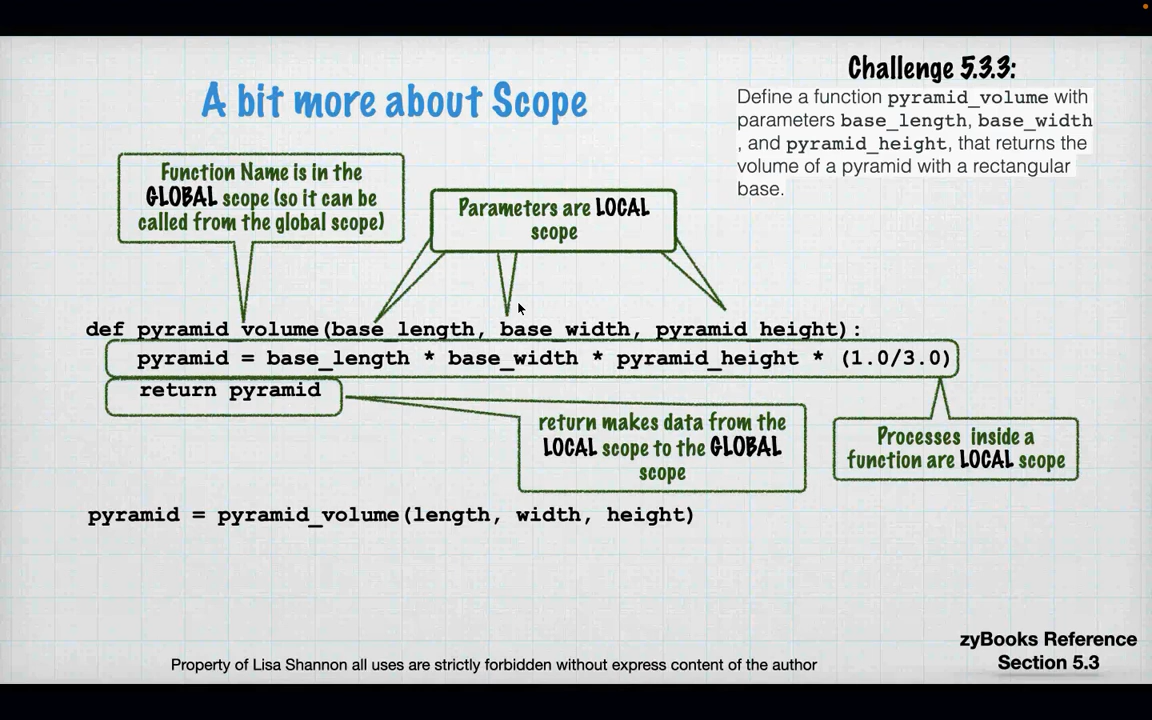 A bit more about Scope
Challenge 5.3.3:
Define a function pyramid_volume with
parameters base_length, base_width
, and pyramid_height, that returns the
volume of a pyramid with a rectangular
base.
Function Name is in the
GLOBAL scope (so it can be
called from the global scope)
Parameters are LOCAL
scope
def pyramid_volume(base_length, base_width, pyramid_height):
pyramid = base_length * base_width * pyramid_height * (1.0/3.0)
return pyramid
return makes data from the
LOCAL scope to the GLOBAL
scope
Processes inside a
function are LOCAL scope
pyramid = pyramid_volume(length, width, height)
zyBooks Reference
Section 5.3
Property of Lisa Shannon all uses are strictly forbidden without express content of the author